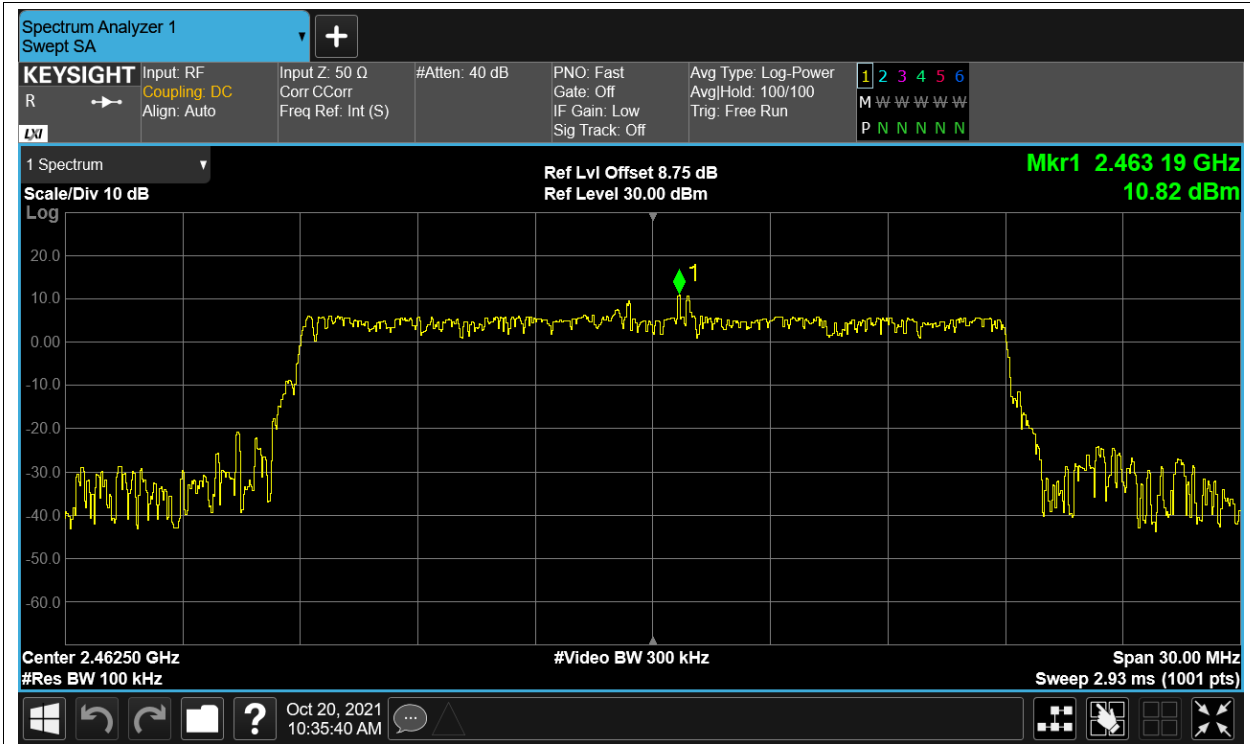 Spectrum Analyzer 1
Swept SA
KEYSIGHT
R
LXI
Input: RF
Coupling: DC
Align: Auto
Input Z: 50 Ω
Corr CCorr
Freq Ref: Int (S)
#Atten: 40 dB
PNO: Fast
Gate: Off
IF Gain: Low
Sig Track: Off
Avg Type: Log-Power
Avg|Hold: 100/100
Trig: Free Run
1 2 3 4 5 6
M W W W W W
P N N N N N
1 Spectrum
Scale/Div 10 dB
Log
Ref Lvl Offset 8.75 dB
Ref Level 30.00 dBm
Mkr1 2.463 19 GHz
10.82 dBm
1
20.0
10.0
0.00
-10.0
-20.0
-30.0
-40.0
-50.0
-60.0
Center 2.46250 GHz
#Video BW 300 kHz
Span 30.00 MHz
#Res BW 100 kHz
Sweep 2.93 ms (1001 pts)
?
Oct 20, 2021
10:35:40 AM